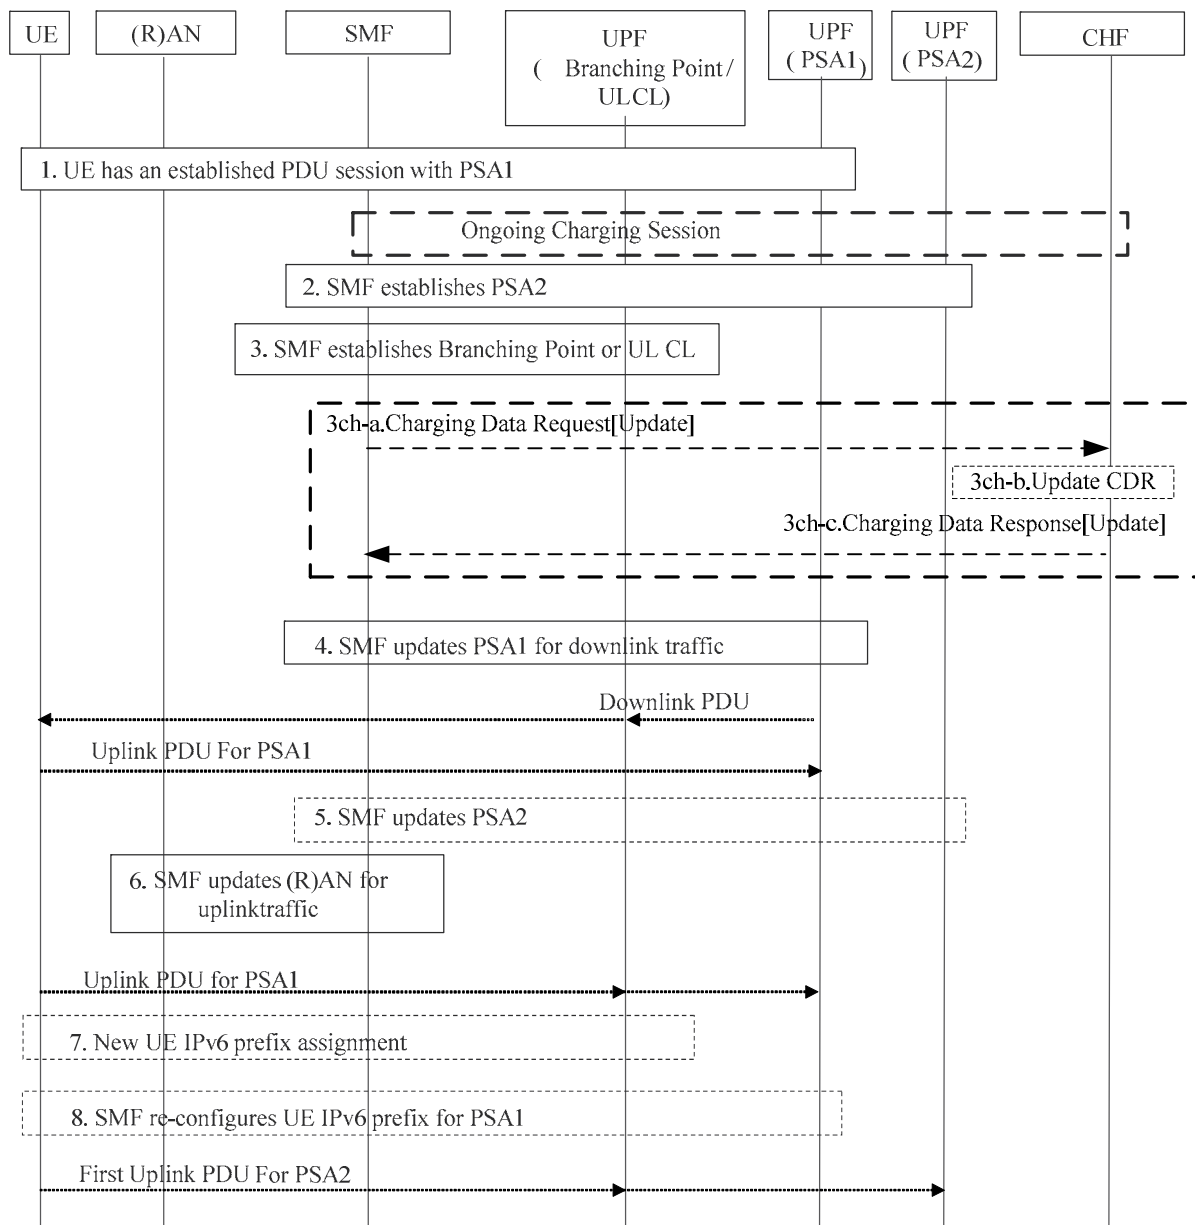 UE
(R)AN
SMF
UPF
( Branching Point/
ULCL)
UPF
( PSA1)
UPF
( PSA2)
CHF
1. UE has an established PDU session with PSA1
Ongoing Charging Session
2. SMF establishes PSA2
3. SMF establishes Branching Point or UL CL
3ch-a.Charging Data Request[Update]
3ch-b.Update CDR
3ch-c.Charging Data Response[Update]
4. SMF updates PSA1 for downlink traffic
Downlink PDU
Uplink PDU For PSA1
5. SMF updates PSA2
6. SMF updates (R)AN for
uplinktraffic
Uplink PDU for PSA1
7. New UE IPv6 prefix assignment
8. SMF re-configures UE IPv6 prefix for PSA1
First Uplink PDU For PSA2